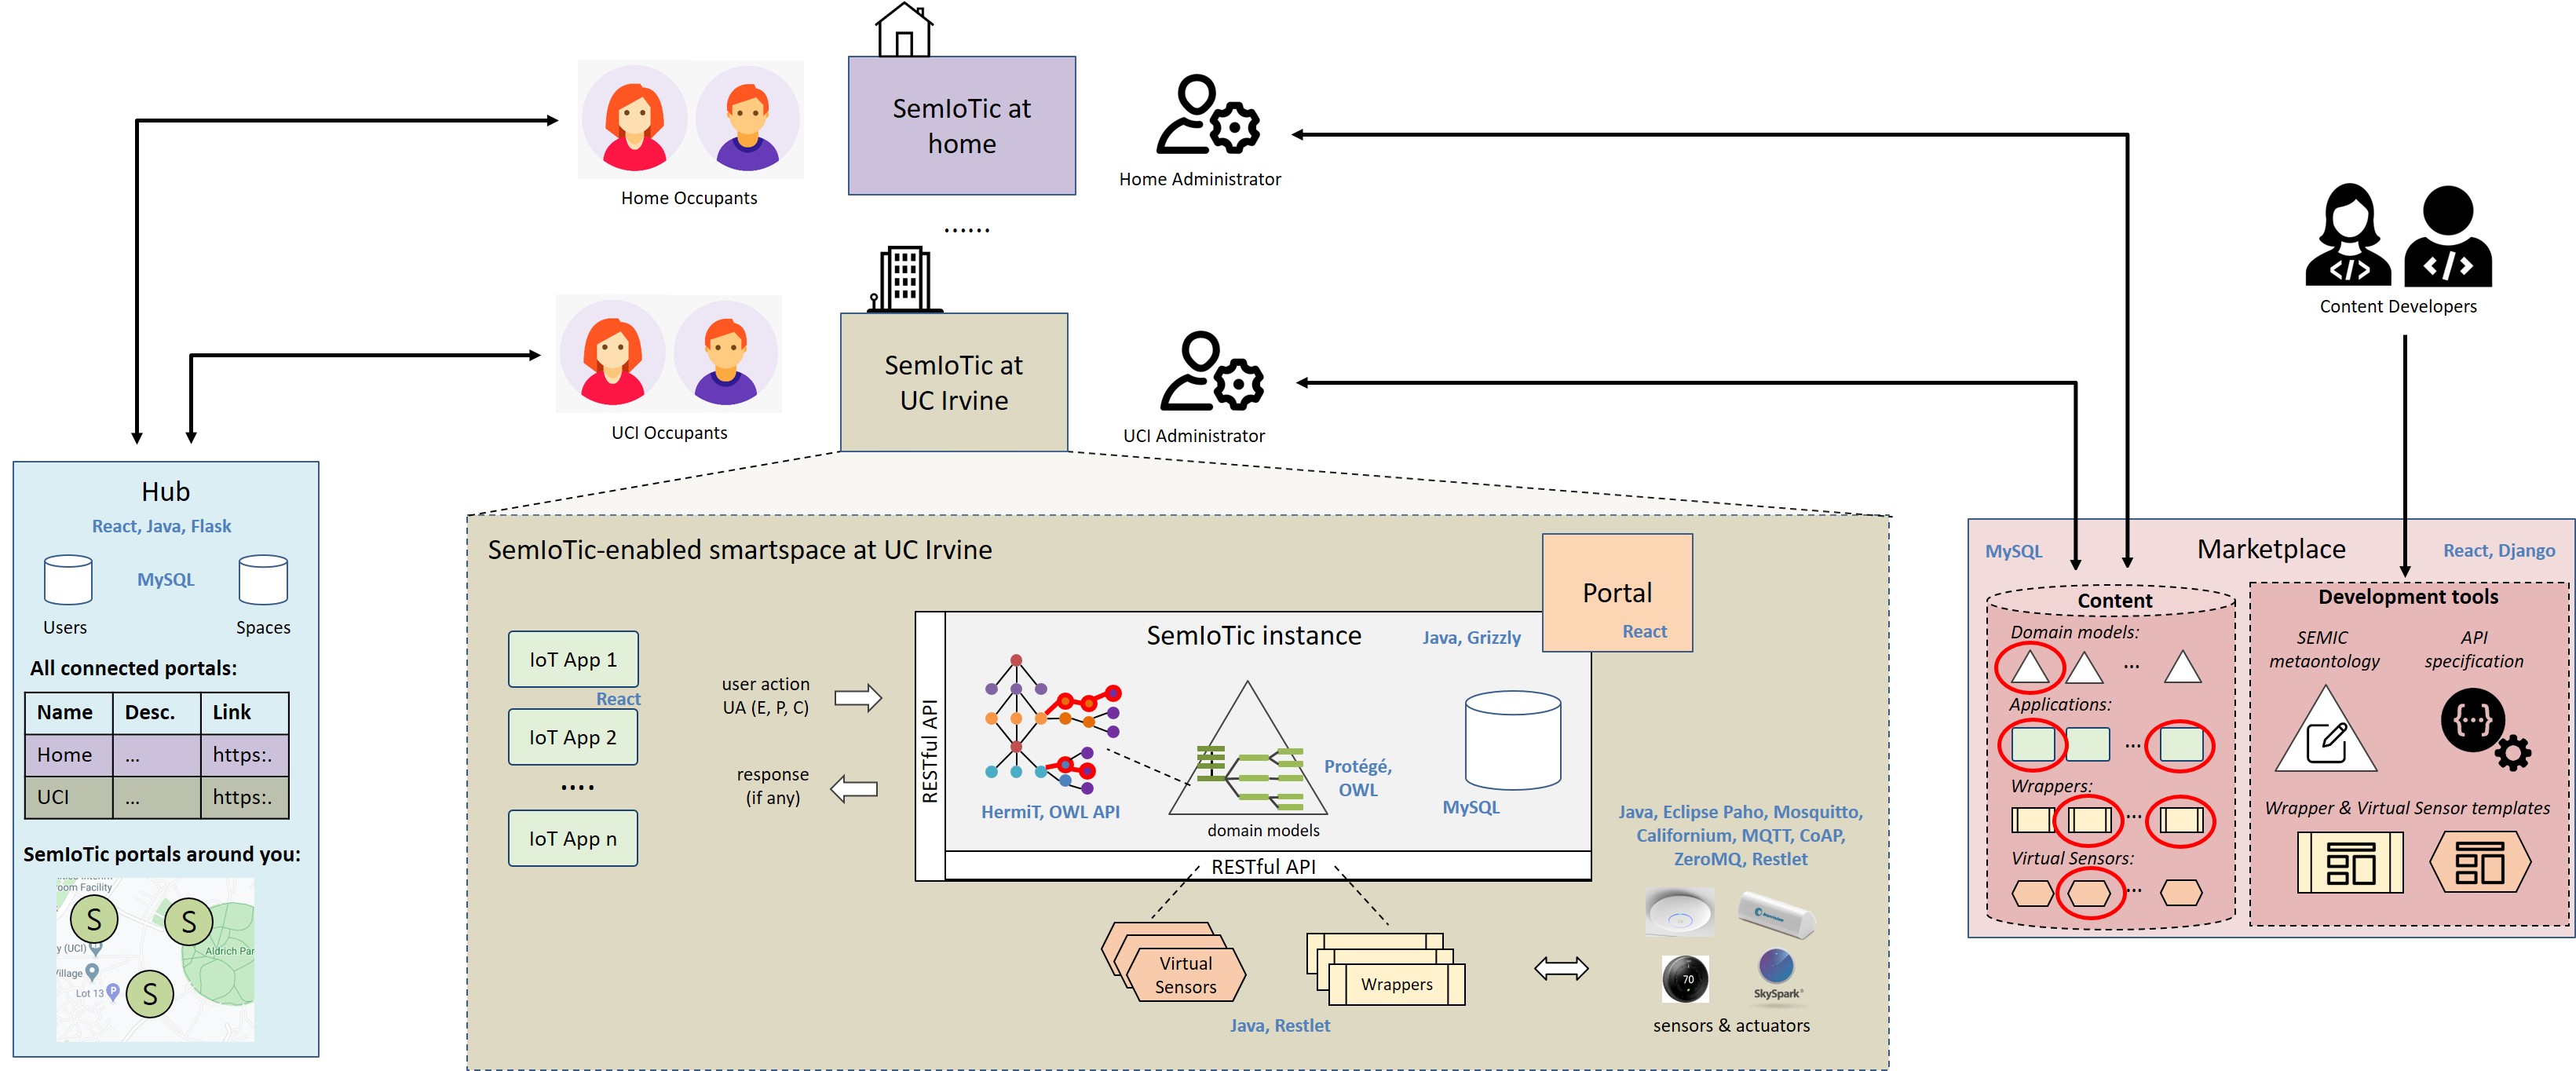 SemIoTic at
home
Home Occupants
Home Administrator
......
SemIoTic at
UC Irvine
UCI Occupants
UCI Administrator
</>
</>
Content Developers
Hub
React, Java, Flask
MySQL
Users
Spaces
All connected portals:
Name Desc. Link
Home ... https:.
UCI ... https:.
SemIoTic portals around you:
oom Facility
S
S
y (UCI)
Aldrich Par
Village
Lot 13 P
S
SemIoTic-enabled smartspace at UC Irvine
Portal
React
IoT App 1
React
IoT App 2
....
IoT App n
user action
UA (E, P, C)
response
(if any)
RESTful API
SemIoTic instance
Java, Grizzly
HermiT, OWL API
Protégé,
OWL
domain models
MySQL
RESTful API
Virtual
Sensors
Wrappers
Java, Restlet
Java, Eclipse Paho, Mosquitto,
Californium, MQTT, CoAP,
ZeroMQ, Restlet
70
SkySpark®
sensors & actuators
MySQL
Marketplace
React, Django
Content
Domain models:
...
Applications:
...
Wrappers:
...
Virtual Sensors:
...
Development tools
SEMIC
metaontology
API
specification
{...}
Wrapper & Virtual Sensor templates